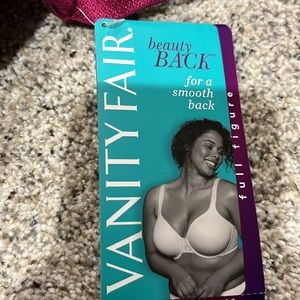 VANITY FAIR®
beauty
BACK®
for a
smooth
back
full figure